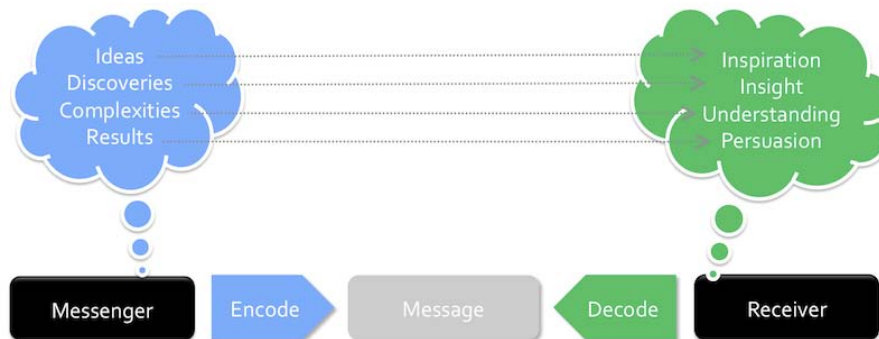 Ideas
Discoveries
Complexities
Results
Inspiration
Insight
Understanding
Persuasion
Messenger
Encode
Message
Decode
Receiver